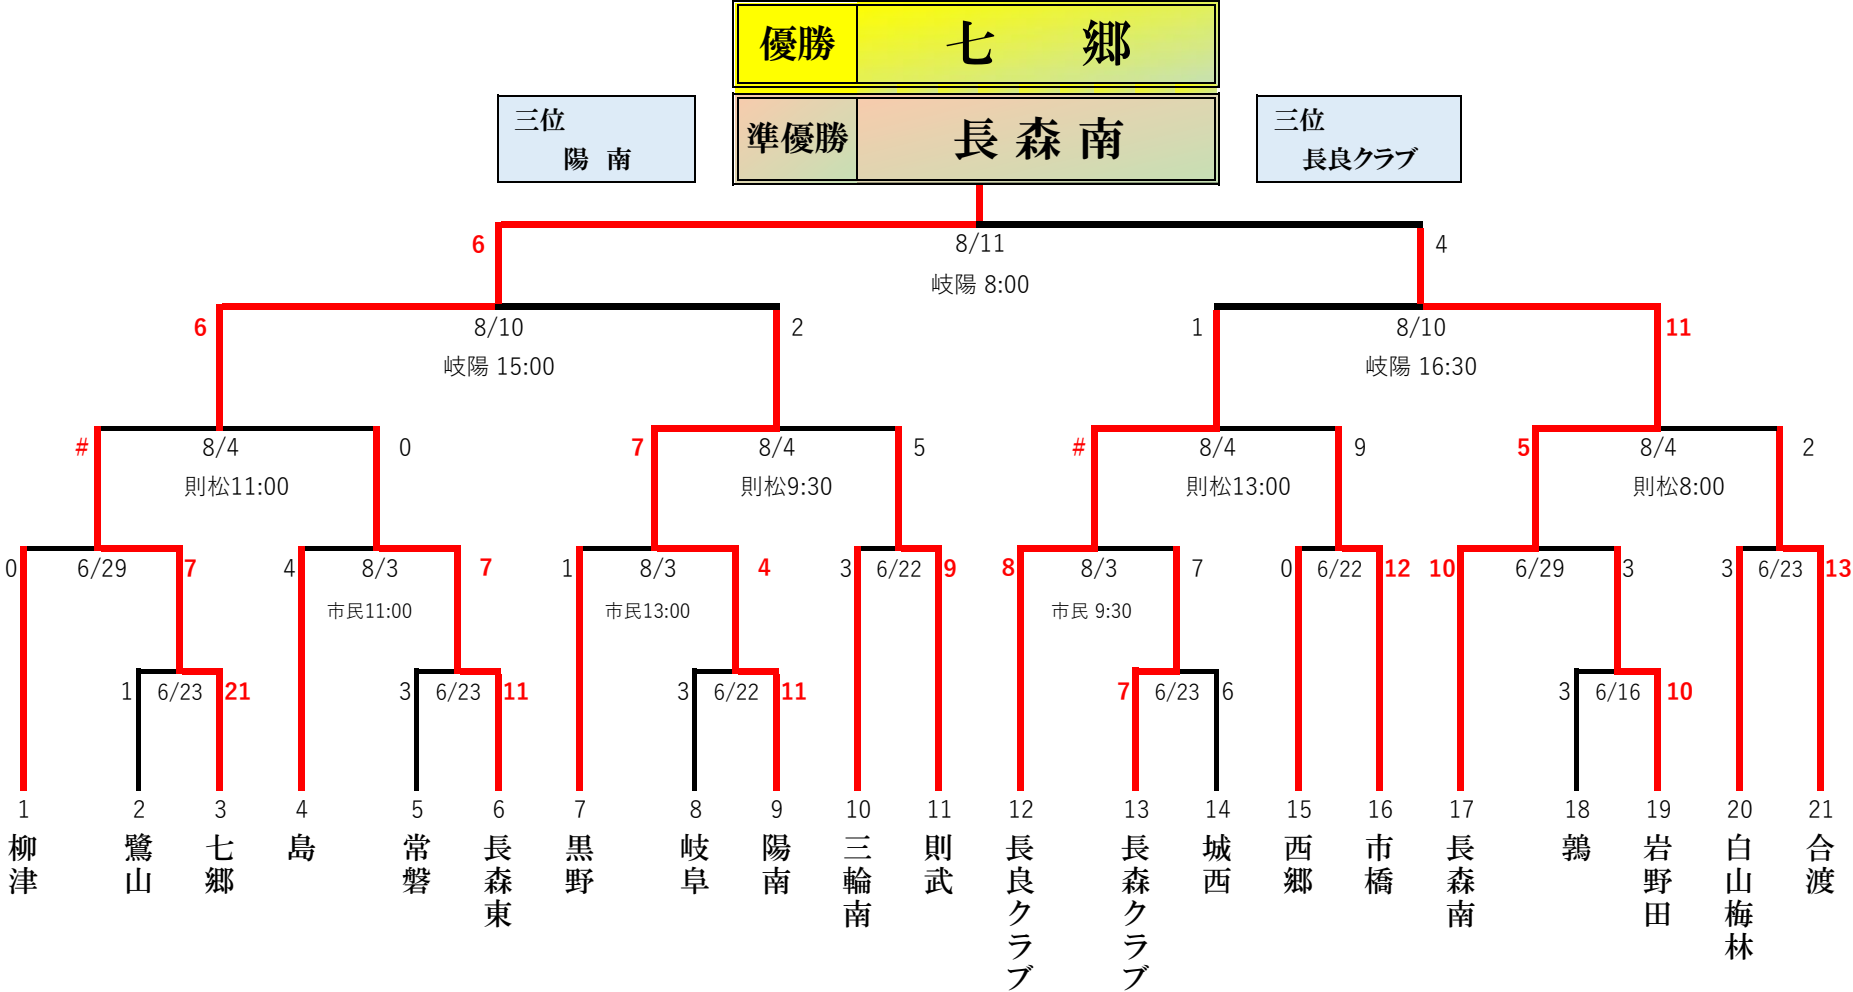 優勝 七 郷
三位
陽 南
準優勝 長森南
三位
長良クラブ
6 8/11 4
岐陽 8:00
6 8/10 2 1 8/10 11
岐陽 15:00 岐陽 16:30
# 8/4 0 7 8/4 5 # 8/4 9 5 8/4 2
則松11:00 則松9:30 則松13:00 則松8:00
0 6/29 7 4 8/3 7 1 8/3 4 3 6/22 9 8 8/3 7 0 6/22 12 10 6/29 3 3 6/23 13
市民11:00 市民13:00 市民 9:30
1 6/23 21 3 6/23 11 3 6/22 11 7 6/23 6 3 6/16 10
1 2 3 4 5 6 7 8 9 10 11 12 13 14 15 16 17 18 19 20 21
柳津
鷺山
七郷
島
常磐
長森東
黒野
岐阜
陽南
三輪南
則武
長良クラブ
長森クラブ
城西
西郷
市橋
長森南
鶉
岩野田
白山梅林
合渡